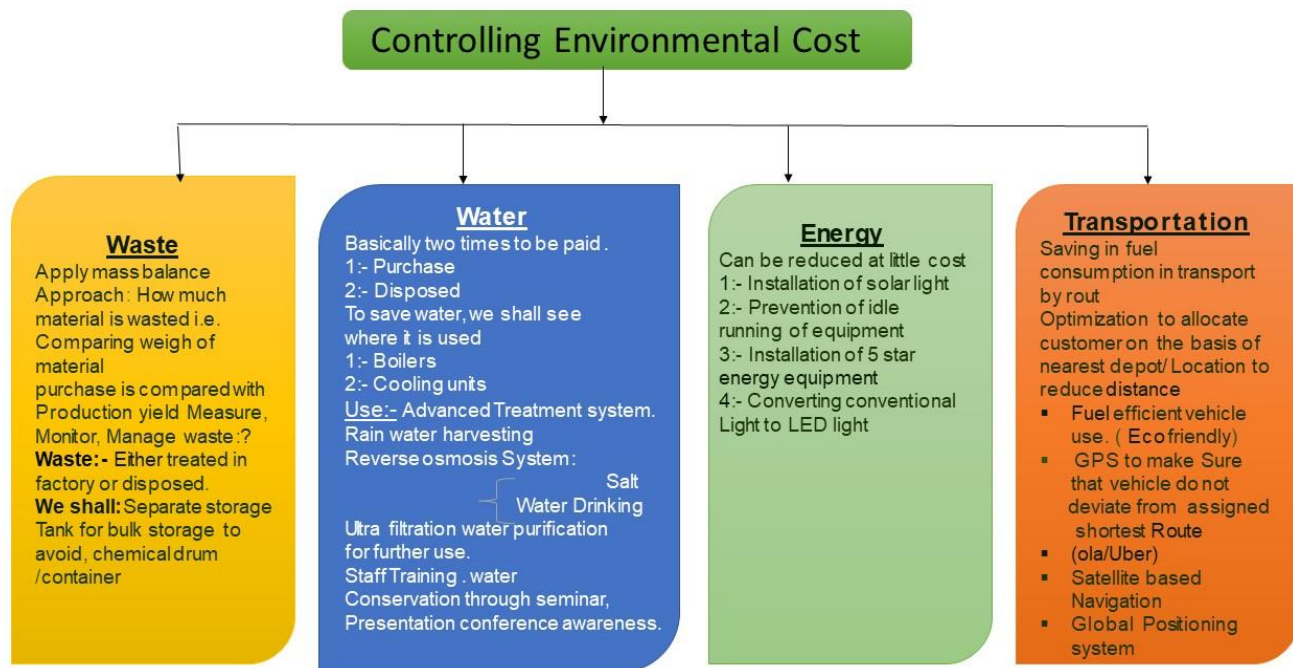 Controlling Environmental Cost
Waste
Apply mass balance
Approach: How much
material is wasted i.e.
Comparing weigh of
material
purchase is compared with
Production yield Measure,
Monitor, Manage waste:?
Waste:- Either treated in
factory or disposed.
We shall: Separate storage
Tank for bulk storage to
avoid, chemical drum
/container
Water
Basically two times to be paid .
1:- Purchase
2:- Disposed
To save water, we shall see
where it is used
1:- Boilers
2:- Cooling units
Use:- Advanced Treatment system.
Rain water harvesting
Reverse osmosis System:
Salt
Water Drinking
Ultra filtration water purification
for further use.
Staff Training . water
Conservation through seminar,
Presentation conference awareness.
Energy
Can be reduced at little cost
1:- Installation of solar light
2:- Prevention of idle
running of equipment
3:- Installation of 5 star
energy equipment
4:- Converting conventional
Light to LED light
Transportation
Saving in fuel
consumption in transport
by rout
Optimization to allocate
customer on the basis of
nearest depot/ Location to
reduce distance
▪ Fuel efficient vehicle
use. ( Eco friendly)
▪ GPS to make Sure
that vehicle do not
deviate from assigned
shortest Route
▪ (ola/Uber)
▪ Satellite based
Navigation
▪ Global Positioning
system